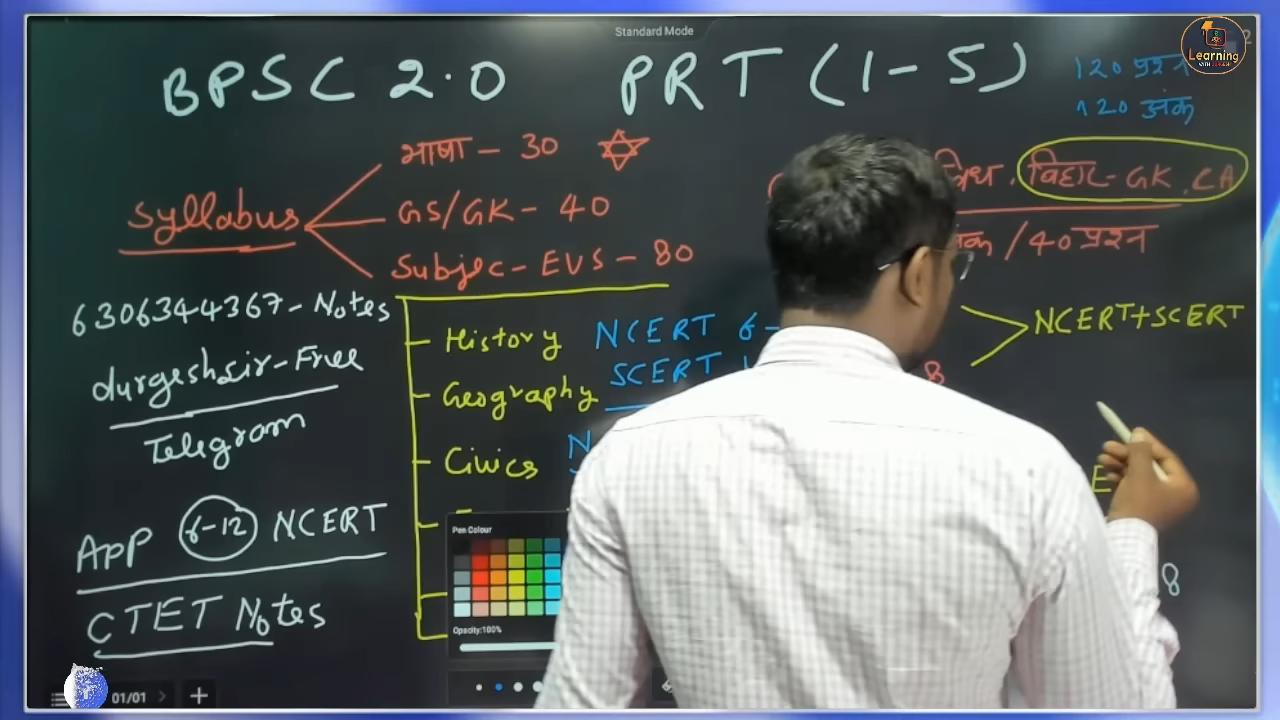 Standard Mode
Learning
BPSC 2.0 PRT (1-5)
120 प्रश्न
120 अंक
Syllabus
भाषा - 30
GS/GK - 40
Subjec - EVS - 80
बिहार - GK, CA
/40 प्रश्न
6306344367 - Notes
durgeshsir - Free
Telegram
APP 6-12 NCERT
CTET Notes
History NCERT 6-
Geography SCERT
Civics N
8
NCERT+SCERT
E
8
Pen Colour
Opacity:100%
01/01